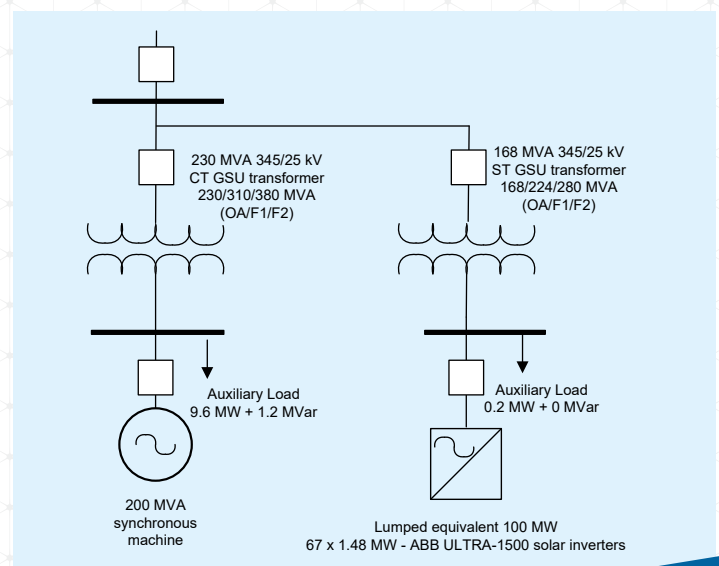 230 MVA 345/25 kV
CT GSU transformer
230/310/380 MVA
(OA/F1/F2)
168 MVA 345/25 kV
ST GSU transformer
168/224/280 MVA
(OA/F1/F2)
Auxiliary Load
9.6 MW + 1.2 MVar
Auxiliary Load
0.2 MW + 0 MVar
200 MVA
synchronous
machine
Lumped equivalent 100 MW
67 x 1.48 MW - ABB ULTRA-1500 solar inverters